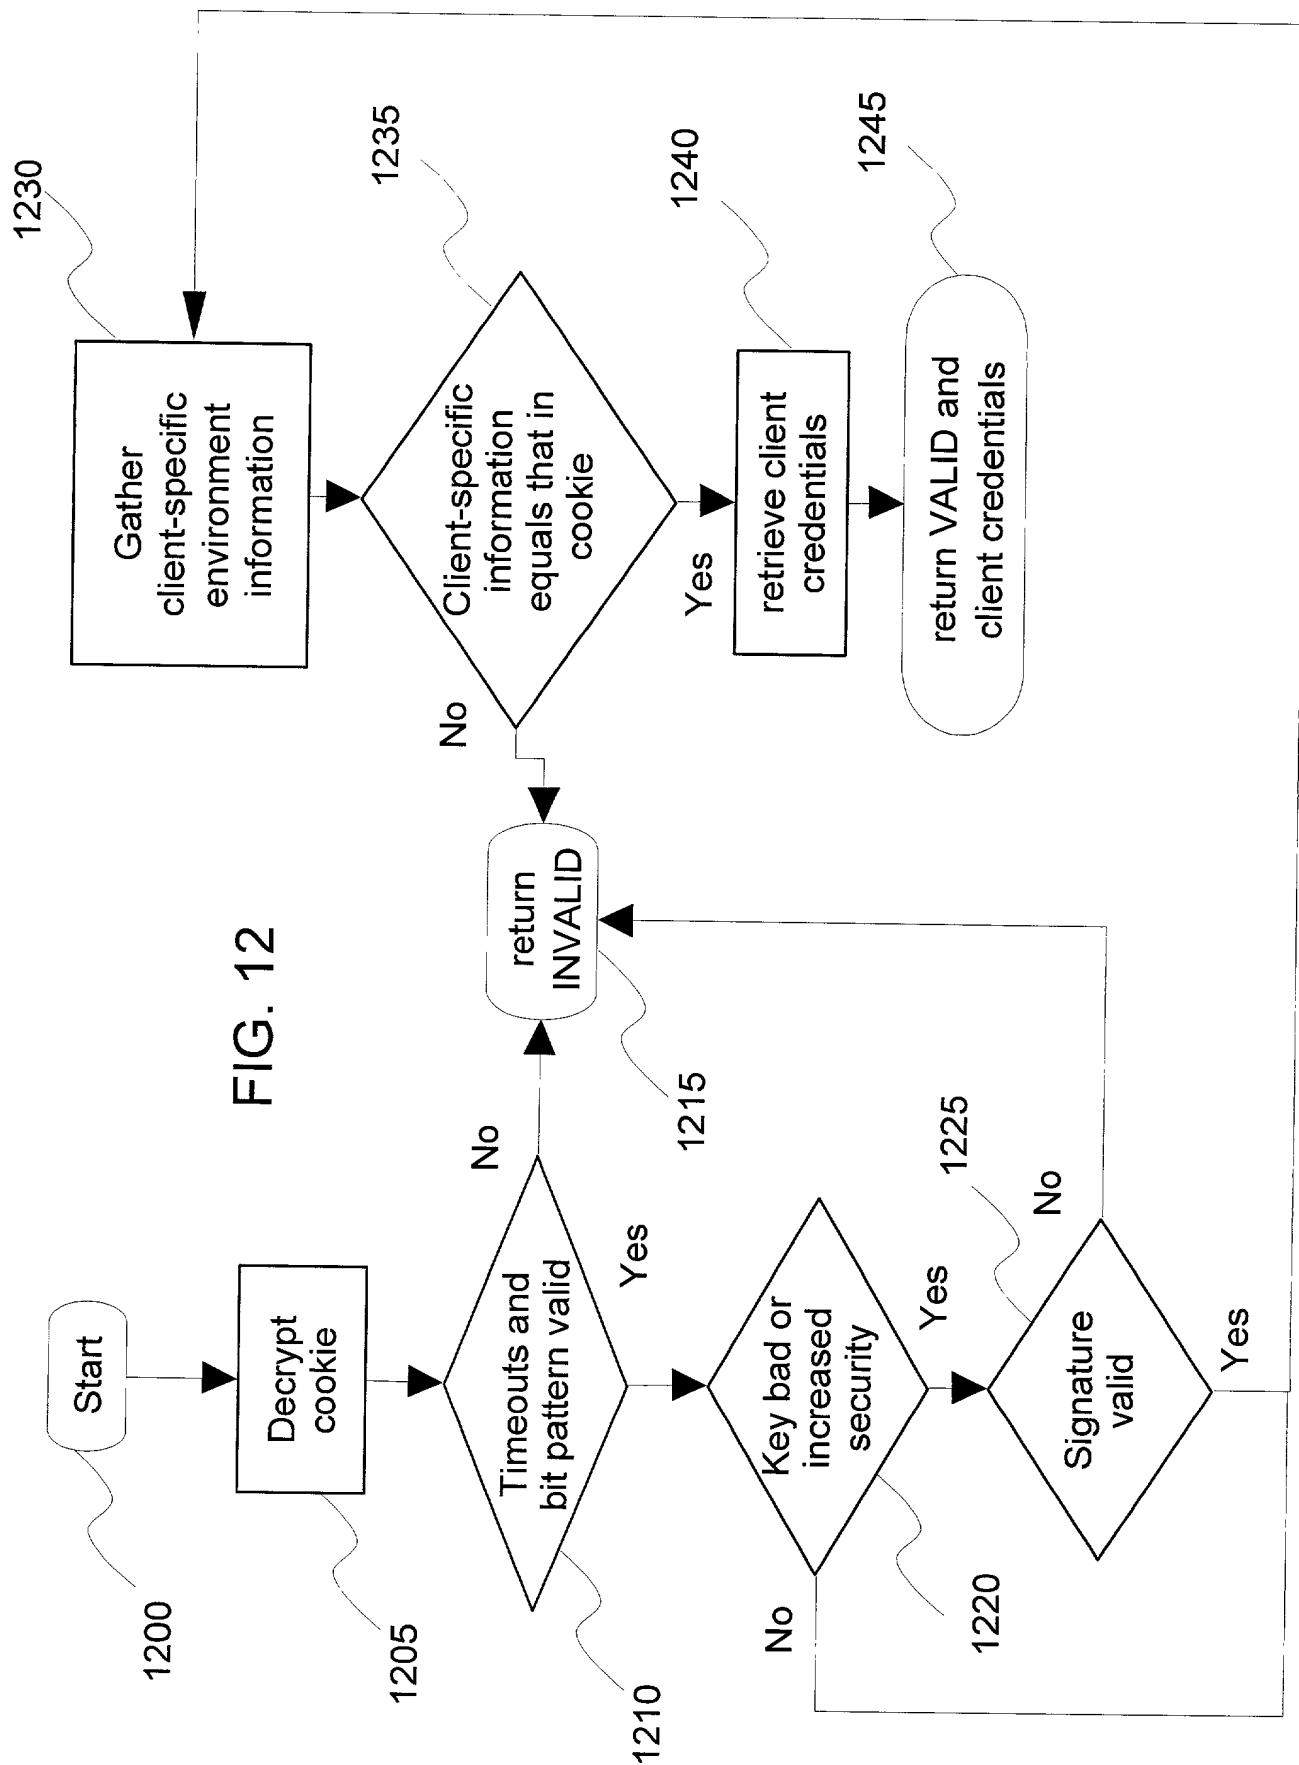 FIG. 12
1200
Start
1205
Decrypt
cookie
1210
Timeouts and
bit pattern valid
No
Yes
1215
return
INVALID
1220
Key bad or
increased
security
No
Yes
1225
Signature
valid
No
Yes
1230
Gather
client-specific
environment
information
1235
Client-specific
information
equals that in
cookie
No
Yes
1240
retrieve client
credentials
1245
return VALID and
client credentials